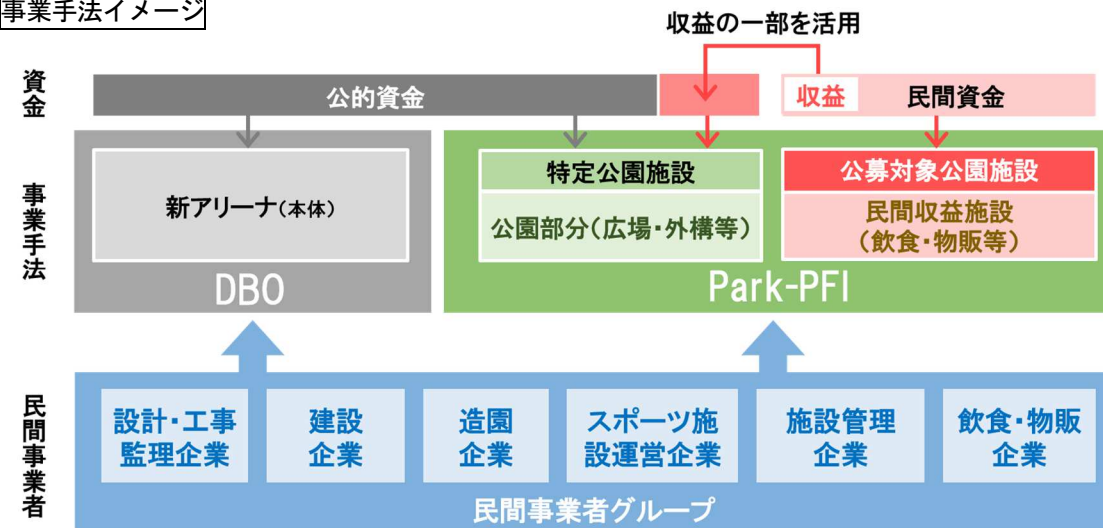 事業手法イメージ
収益の一部を活用
資金
公的資金
収益
民間資金
事業手法
新アリーナ(本体)
DBO
特定公園施設
公園部分(広場・外構等)
公募対象公園施設
民間収益施設
(飲食・物販等)
Park-PFI
民間事業者
設計・工事
監理企業
建設
企業
造園
企業
スポーツ施
設運営企業
施設管理
企業
飲食・物販
企業
民間事業者グループ